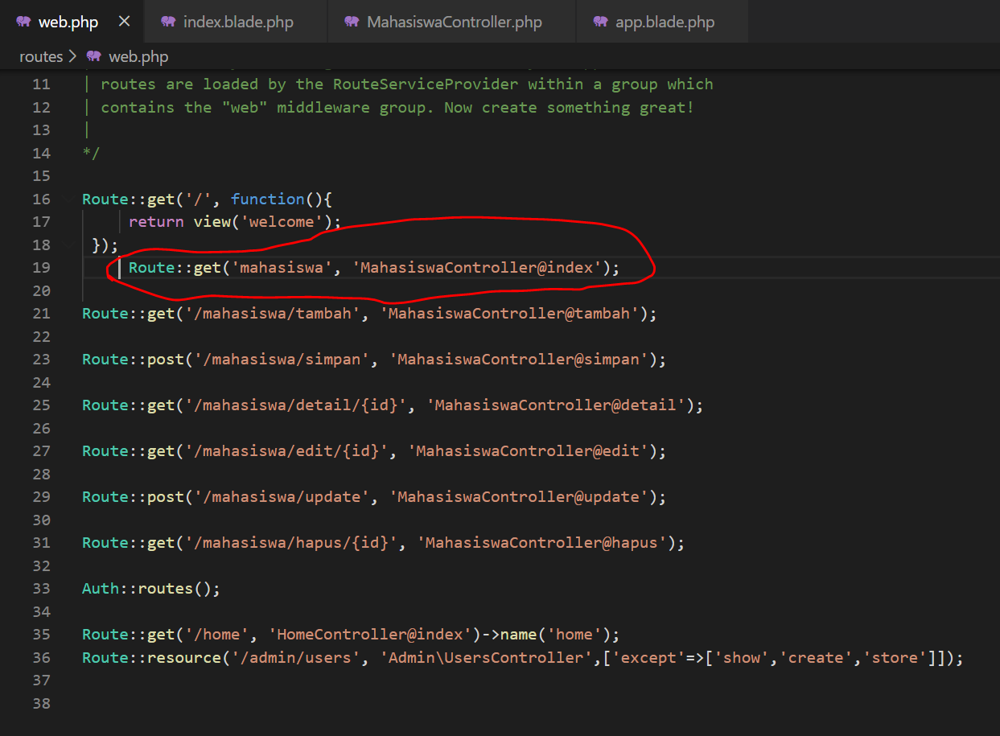 web.php × index.blade.php MahasiswaController.php app.blade.php
routes > web.php
11 | routes are loaded by the RouteServiceProvider within a group which
12 | contains the "web" middleware group. Now create something great!
13 |
14 */
15
16 Route::get('/', function(){
17 return view('welcome');
18 });
19 Route::get('mahasiswa', 'MahasiswaController@index');
20
21 Route::get('/mahasiswa/tambah', 'MahasiswaController@tambah');
22
23 Route::post('/mahasiswa/simpan', 'MahasiswaController@simpan');
24
25 Route::get('/mahasiswa/detail/{id}', 'MahasiswaController@detail');
26
27 Route::get('/mahasiswa/edit/{id}', 'MahasiswaController@edit');
28
29 Route::post('/mahasiswa/update', 'MahasiswaController@update');
30
31 Route::get('/mahasiswa/hapus/{id}', 'MahasiswaController@hapus');
32
33 Auth::routes();
34
35 Route::get('/home', 'HomeController@index')->name('home');
36 Route::resource('/admin/users', 'Admin\UsersController',['except'=>['show','create','store']]);
37
38